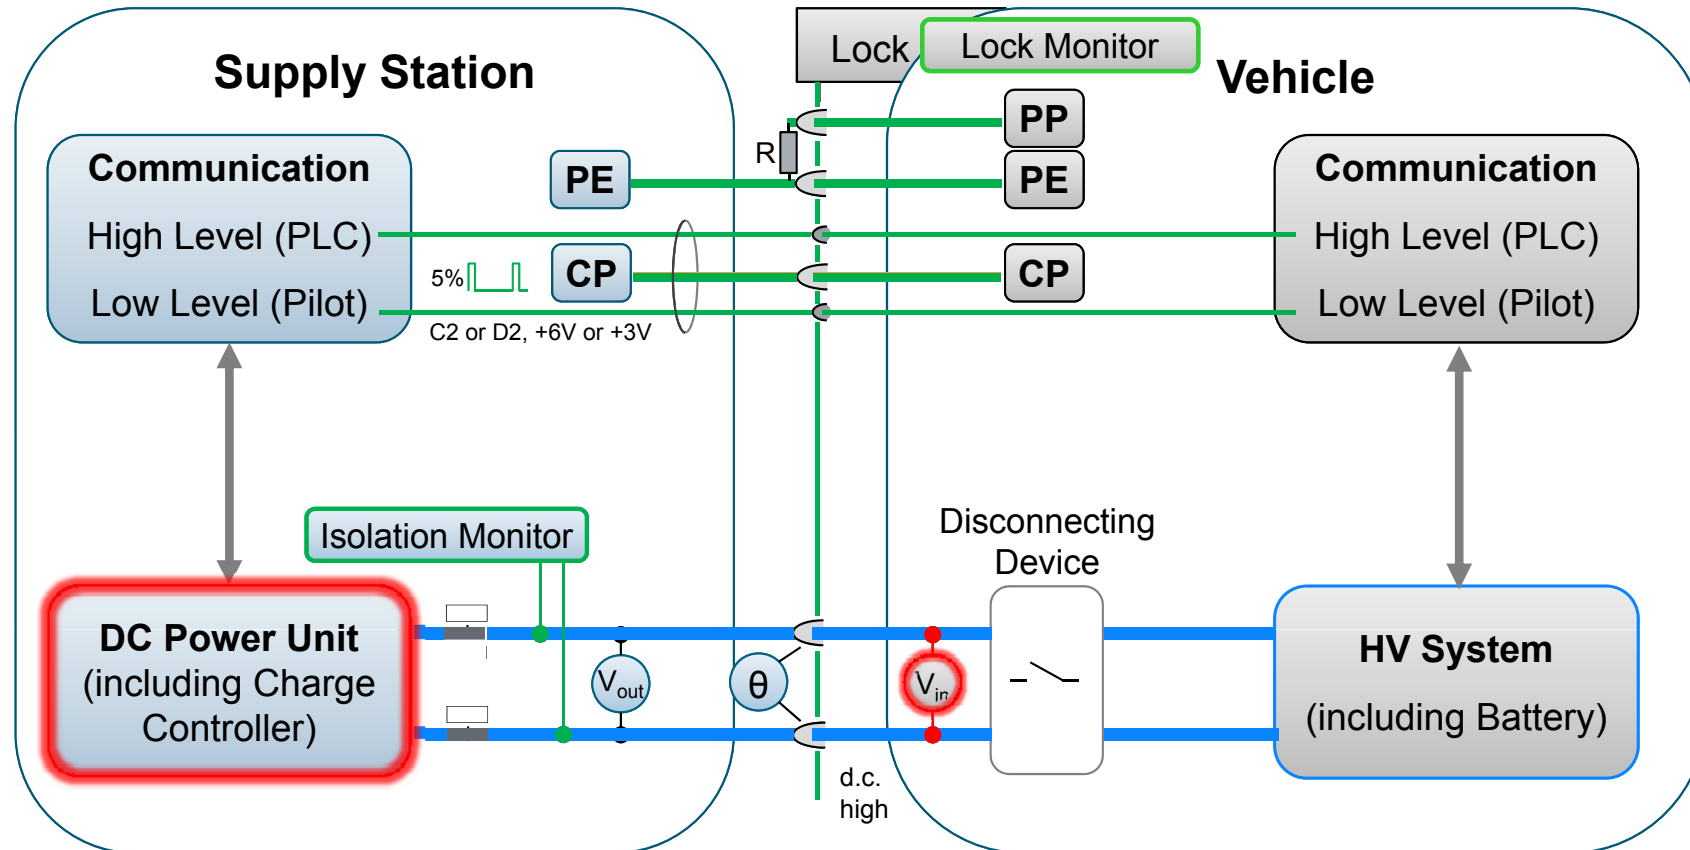 Supply Station
Lock
Lock Monitor
Vehicle
Communication
High Level (PLC)
Low Level (Pilot)
5%
C2 or D2, +6V or +3V
PE
CP
R
PP
PE
CP
Communication
High Level (PLC)
Low Level (Pilot)
Isolation Monitor
DC Power Unit
(including Charge
Controller)
Vout
θ
Vin
d.c.
high
Disconnecting
Device
HV System
(including Battery)